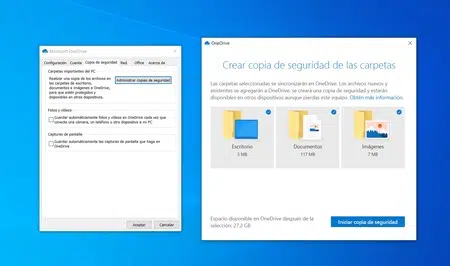 Microsoft OneDrive
Configuración Cuenta Copia de seguridad Red. Office Acerca de
Carpetas importantes del PC
Realizar una copia de los archivos en
las carpetas de escritorio,
documentos e imágenes a OneDrive,
para que estén protegidos y
disponibles en otros dispositivos.
Administrar copias de seguridad
Fotos y vídeos
Guardar automáticamente fotos y vídeos en OneDrive cada vez que
conecte una cámara, un teléfono u otro dispositivo a mi PC
Capturas de pantalla
Guardar automáticamente las capturas de pantalla que haga en
OneDrive
Aceptar Cancelar
OneDrive
Crear copia de seguridad de las carpetas
Las carpetas seleccionadas se sincronizarán en OneDrive. Los archivos nuevos y
existentes se agregarán a OneDrive, se creará una copia de seguridad y estarán
disponibles en otros dispositivos aunque pierdas este equipo. Obtén más información.
Escritorio
5 MB
Documentos
117 MB
Imágenes
7 MB
Espacio disponible en OneDrive después de la
selección: 27,2 GB
Iniciar copia de seguridad